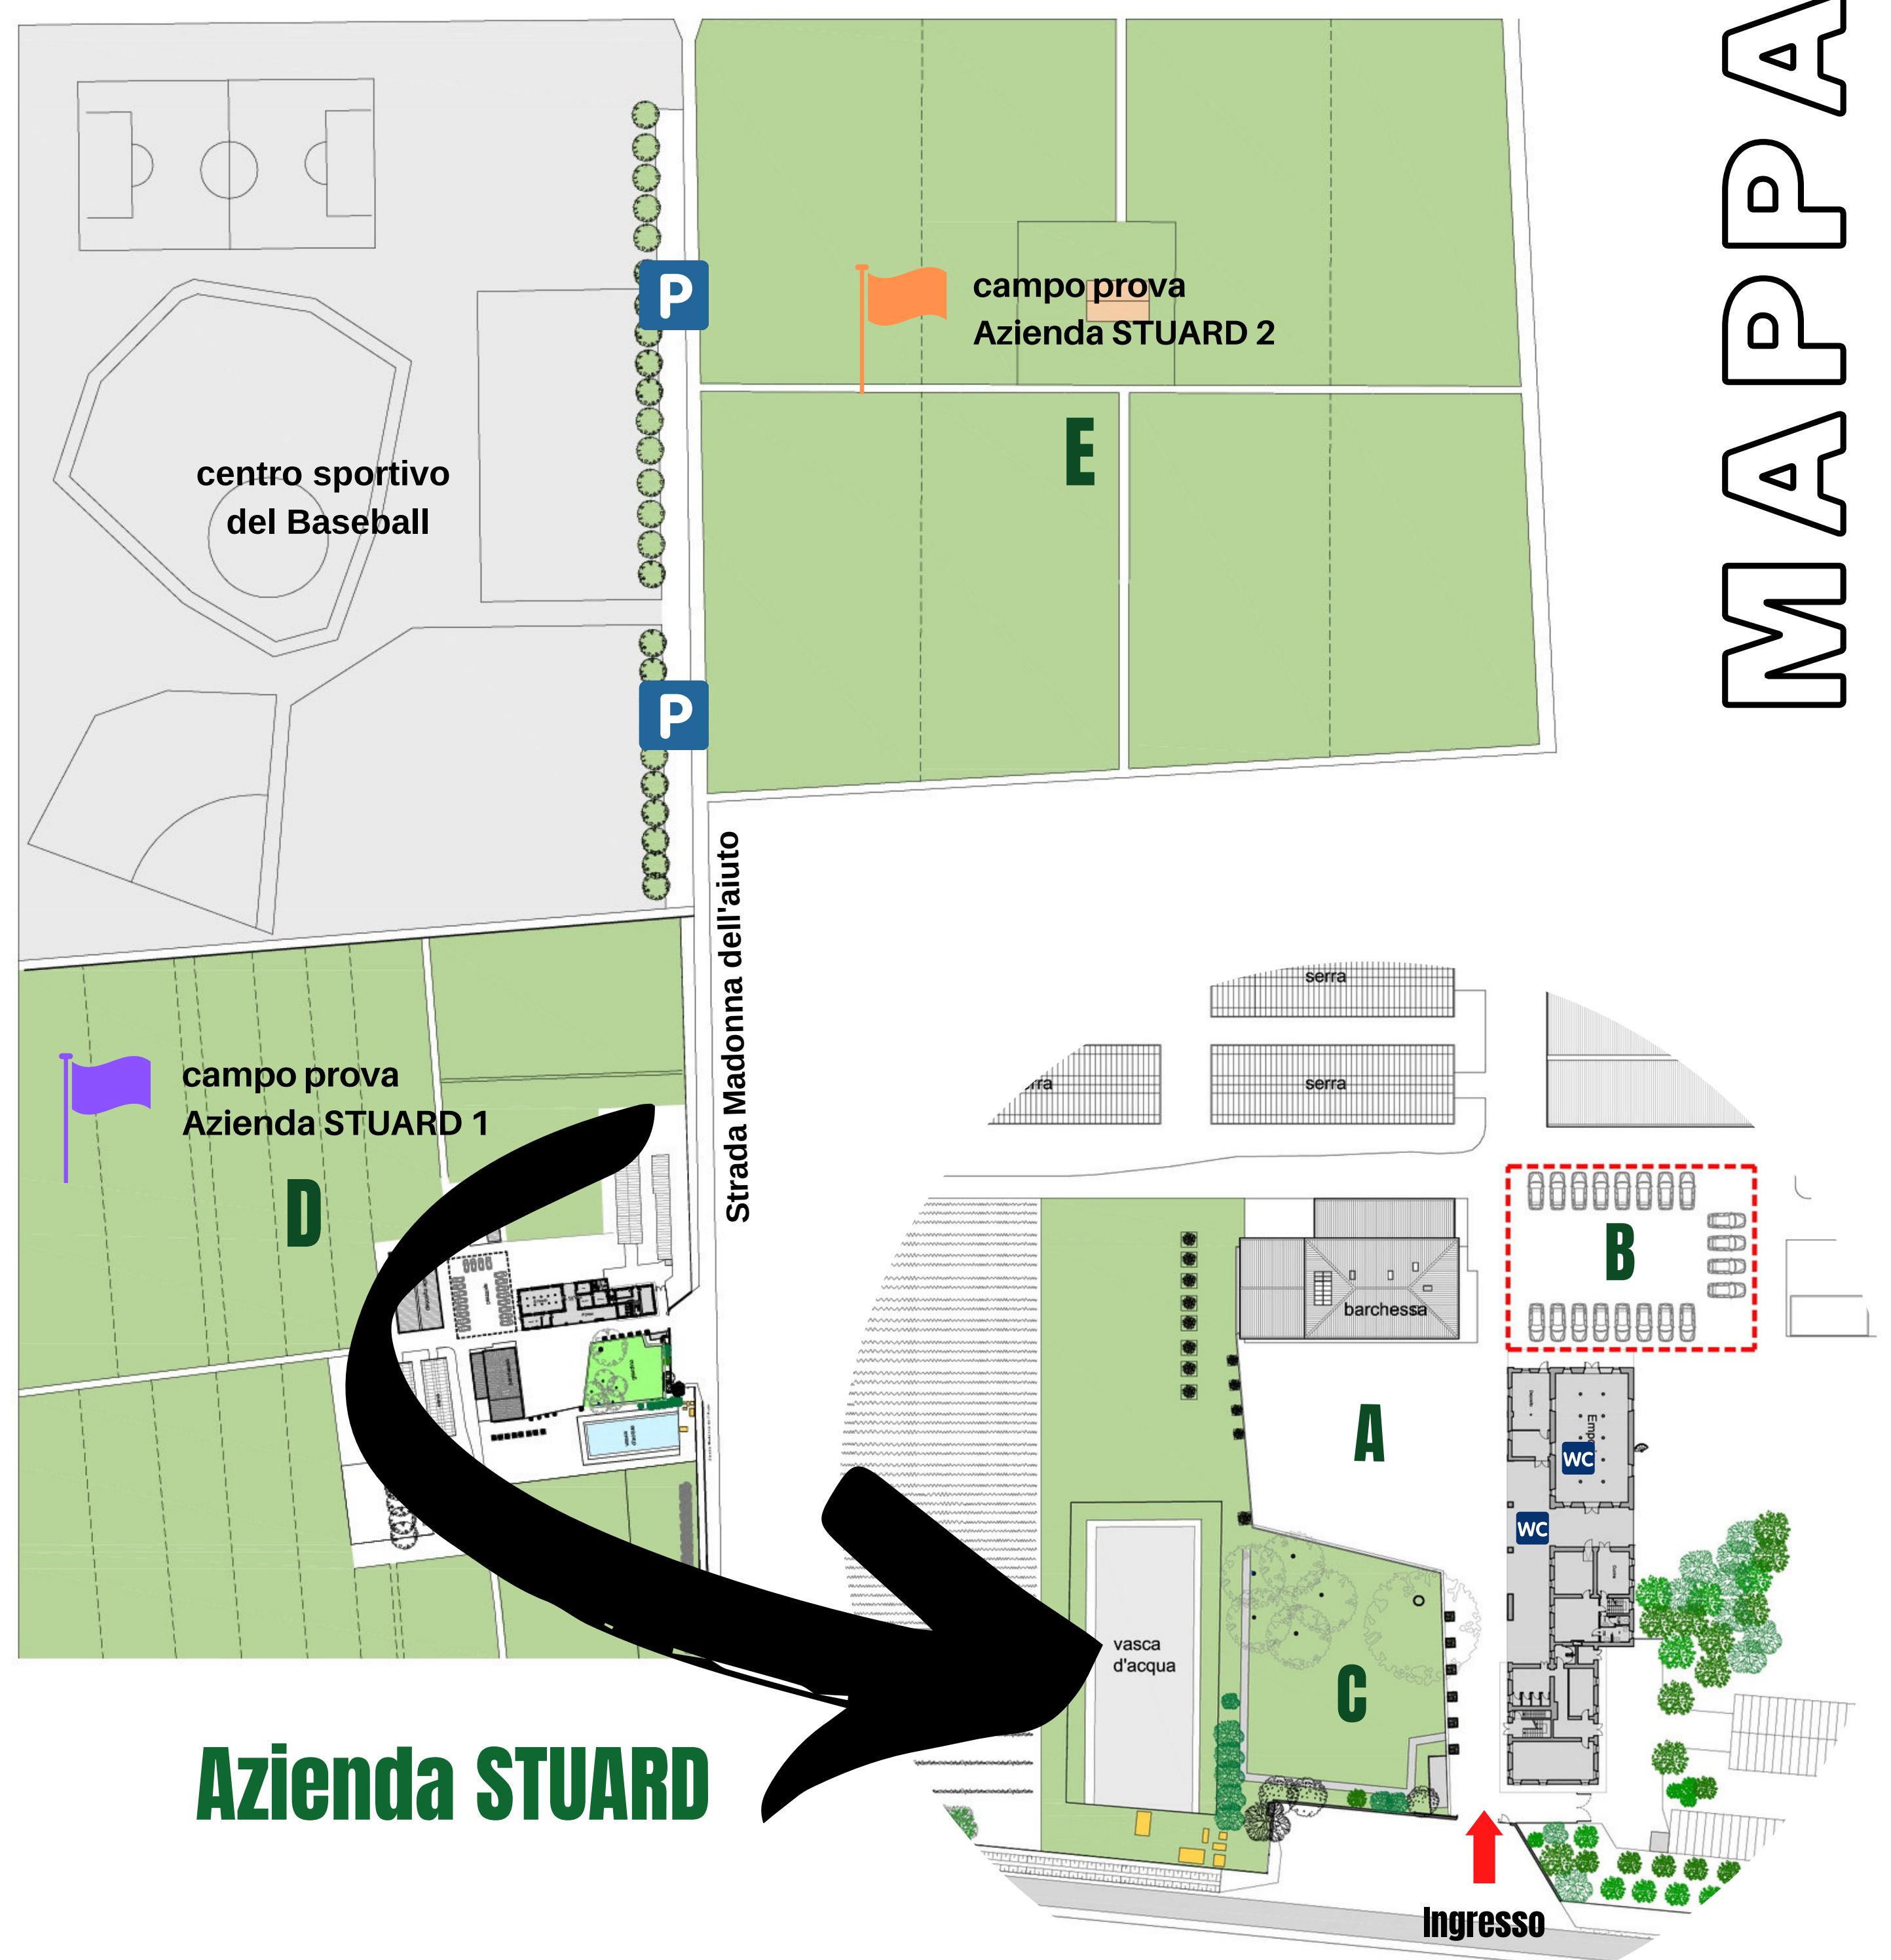 MAPPA
P
campo prova
Azienda STUARD 2
E
centro sportivo
del Baseball
P
Strada Madonna dell'aiuto
campo prova
Azienda STUARD 1
D
serra
serra
B
barchessa
A
WC
WC
vasca
d'acqua
C
Azienda STUARD
Ingresso